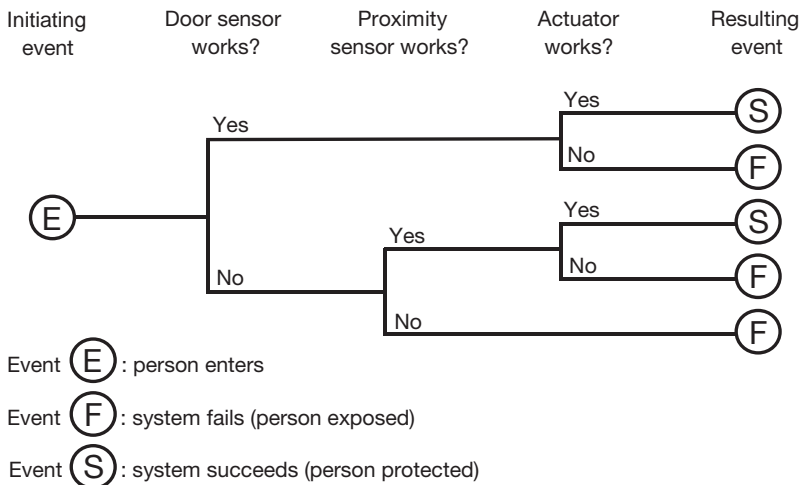 Initiating event
Door sensor works?
Proximity sensor works?
Actuator works?
Resulting event
Yes
S
Yes
No
F
E
Yes
S
Yes
No
No
F
No
F
Event E : person enters
Event F : system fails (person exposed)
Event S : system succeeds (person protected)